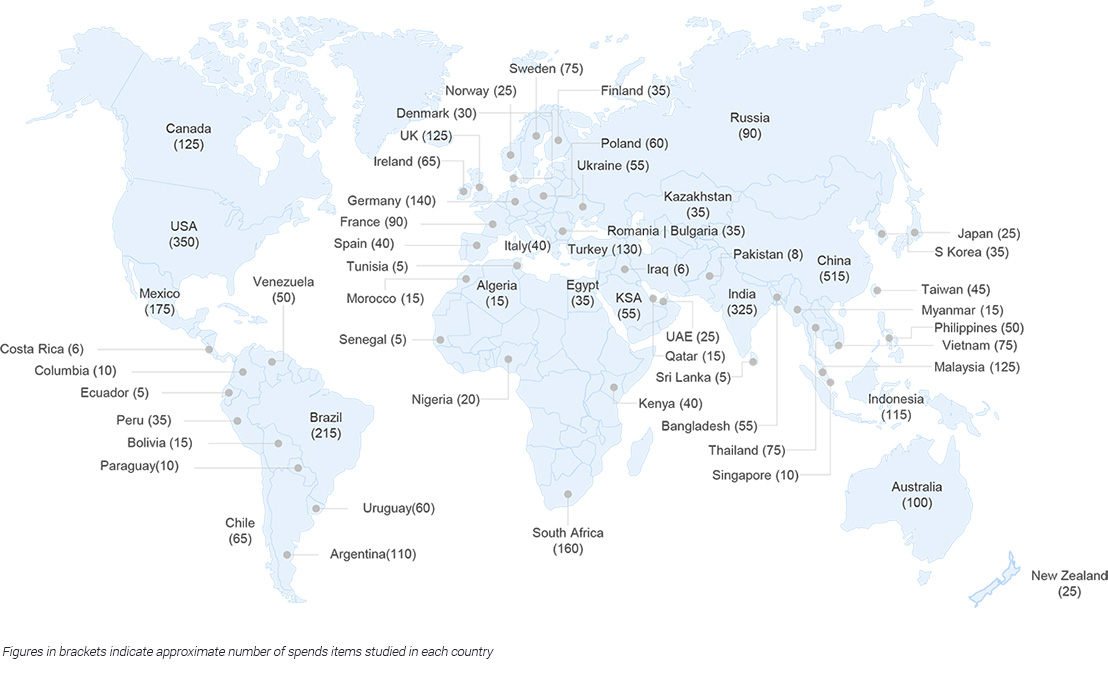 Sweden (75)
Norway (25)
Finland (35)
Denmark (30)
Russia
(90)
Canada
(125)
UK (125)
Poland (60)
Ireland (65)
Ukraine (55)
Germany (140)
Kazakhstan
(35)
France (90)
USA
(350)
Romania | Bulgaria (35)
Japan (25)
Spain (40)
Italy(40)
Turkey (130)
Pakistan (8)
S Korea (35)
China
(515)
Tunisia (5)
Iraq (6)
Venezuela
(50)
Mexico
(175)
Morocco (15)
Algeria
(15)
Egypt
(35)
KSA
(55)
India
(325)
Taiwan (45)
Myanmar (15)
Philippines (50)
Senegal (5)
UAE (25)
Vietnam (75)
Costa Rica (6)
Qatar (15)
Malaysia (125)
Columbia (10)
Sri Lanka (5)
Ecuador (5)
Nigeria (20)
Kenya (40)
Indonesia
(115)
Peru (35)
Brazil
(215)
Bangladesh (55)
Bolivia (15)
Thailand (75)
Paraguay(10)
Singapore (10)
Australia
(100)
Uruguay(60)
Chile
(65)
South Africa
(160)
Argentina(110)
New Zealand
(25)
Figures in brackets indicate approximate number of spends items studied in each country